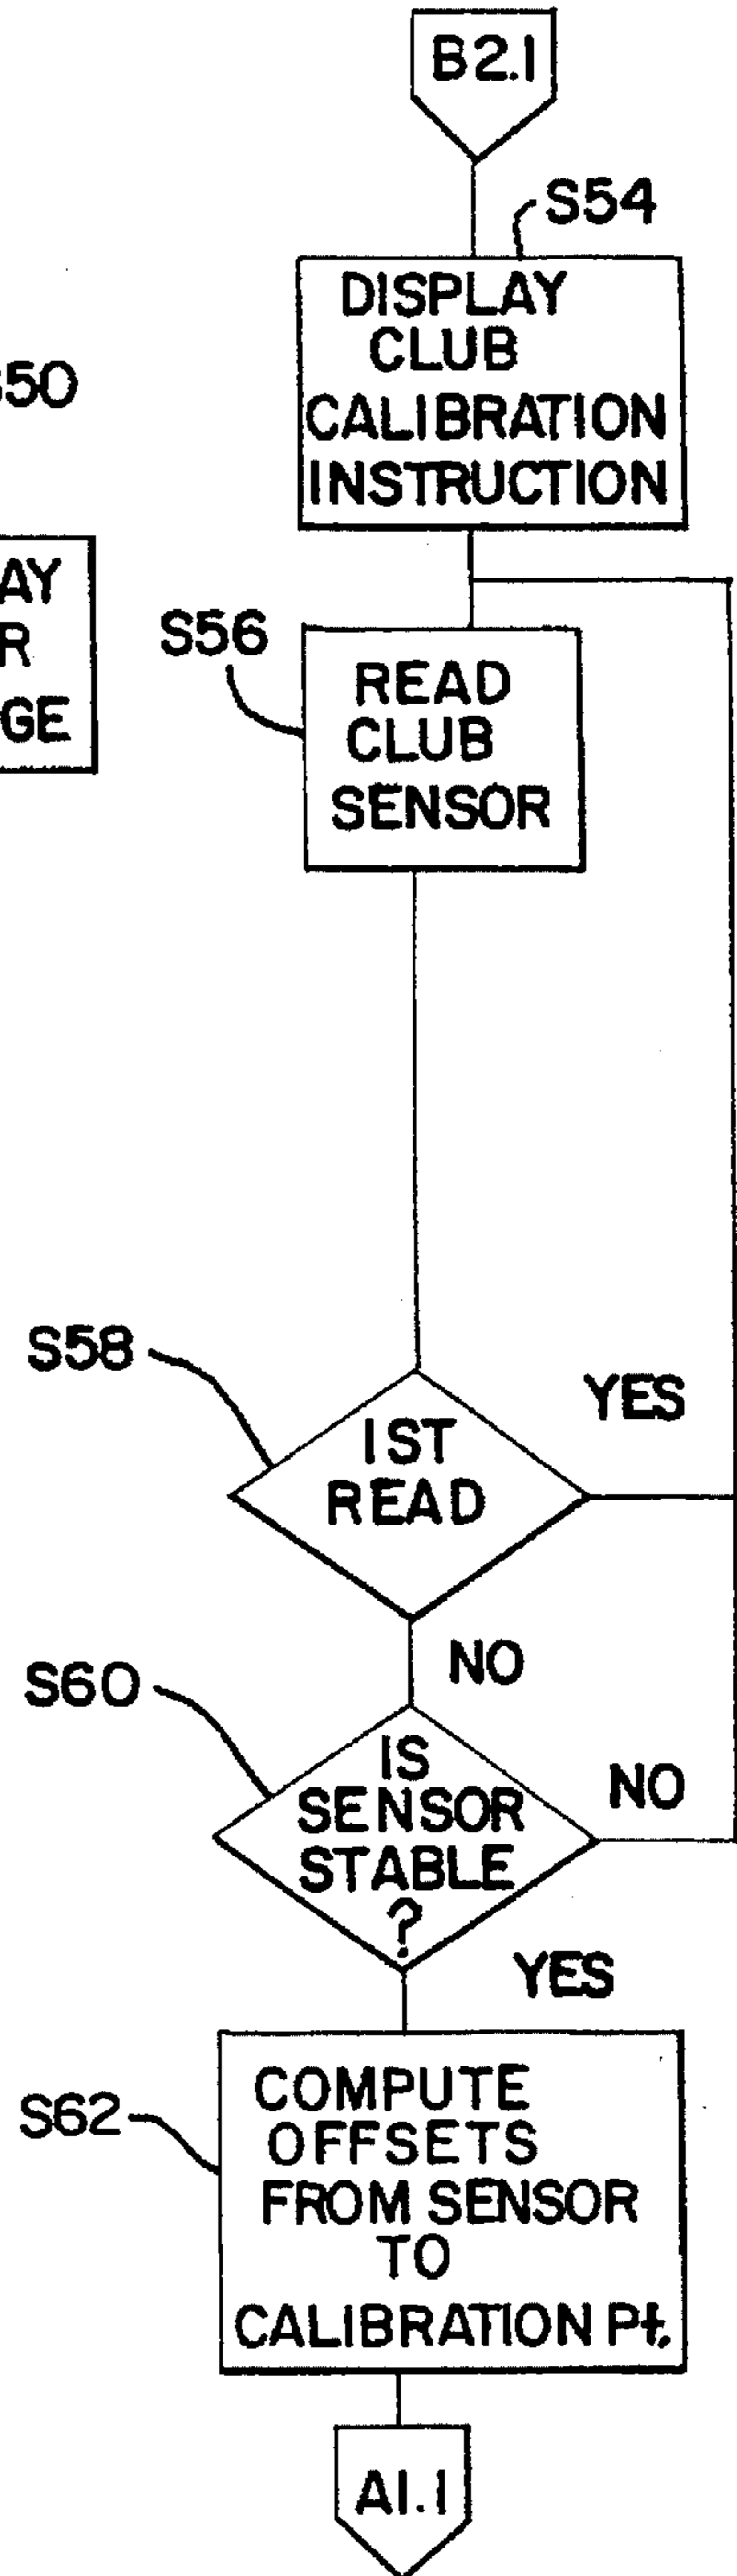 B2.1
S54
DISPLAY
CLUB
CALIBRATION
INSTRUCTION
S56
READ
CLUB
SENSOR
S58
1ST
READ
YES
NO
S60
IS
SENSOR
STABLE
?
NO
YES
S62
COMPUTE
OFFSETS
FROM SENSOR
TO
CALIBRATION Pt.
A1.1